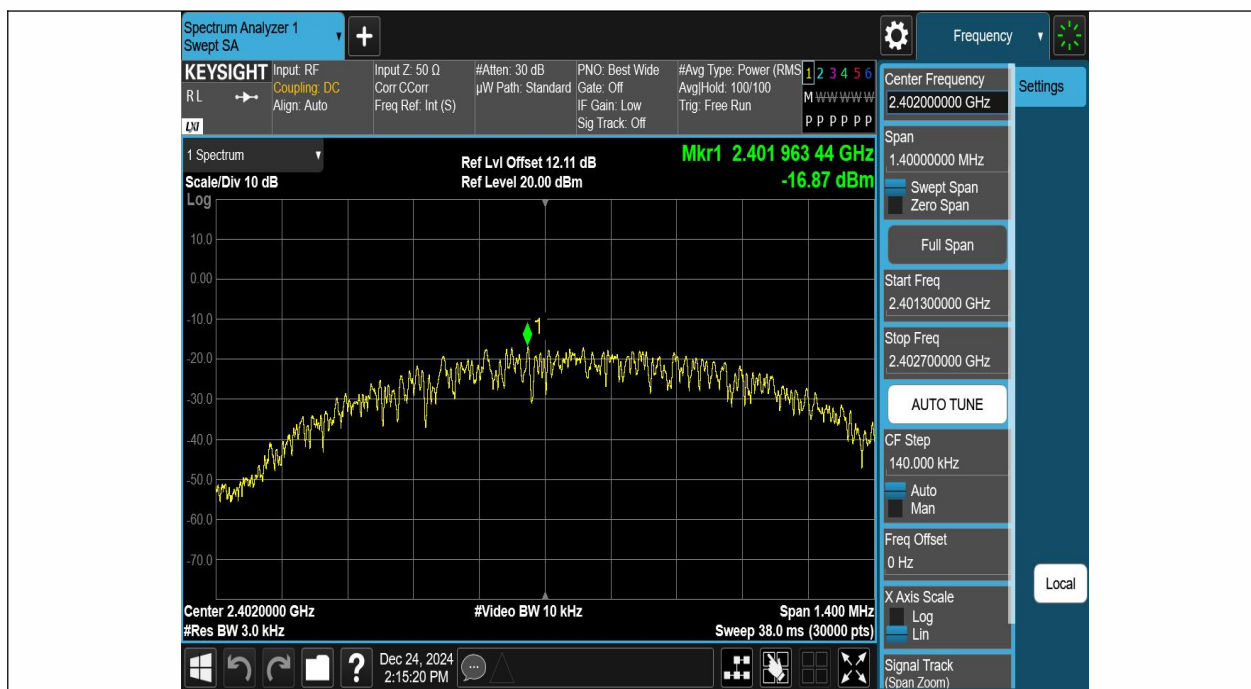 Spectrum Analyzer 1
Swept SA
Frequency
KEYSIGHT
RL
LXI
Input: RF
Coupling: DC
Align: Auto
Input Z: 50 Ω
Corr CCorr
Freq Ref: Int (S)
#Atten: 30 dB
µW Path: Standard
PNO: Best Wide
Gate: Off
IF Gain: Low
Sig Track: Off
#Avg Type: Power (RMS
Avg|Hold: 100/100
Trig: Free Run
1 2 3 4 5 6
M W W W W W
P P P P P P
1 Spectrum
Scale/Div 10 dB
Log
Ref Lvl Offset 12.11 dB
Ref Level 20.00 dBm
Mkr1 2.401 963 44 GHz
-16.87 dBm
10.0
0.00
-10.0
-20.0
-30.0
-40.0
-50.0
-60.0
-70.0
1
Center 2.4020000 GHz
#Res BW 3.0 kHz
#Video BW 10 kHz
Span 1.400 MHz
Sweep 38.0 ms (30000 pts)
Dec 24, 2024
2:15:20 PM
Center Frequency
2.402000000 GHz
Settings
Span
1.40000000 MHz
Swept Span
Zero Span
Full Span
Start Freq
2.401300000 GHz
Stop Freq
2.402700000 GHz
AUTO TUNE
CF Step
140.000 kHz
Auto
Man
Freq Offset
0 Hz
X Axis Scale
Log
Lin
Local
Signal Track
(Span Zoom)